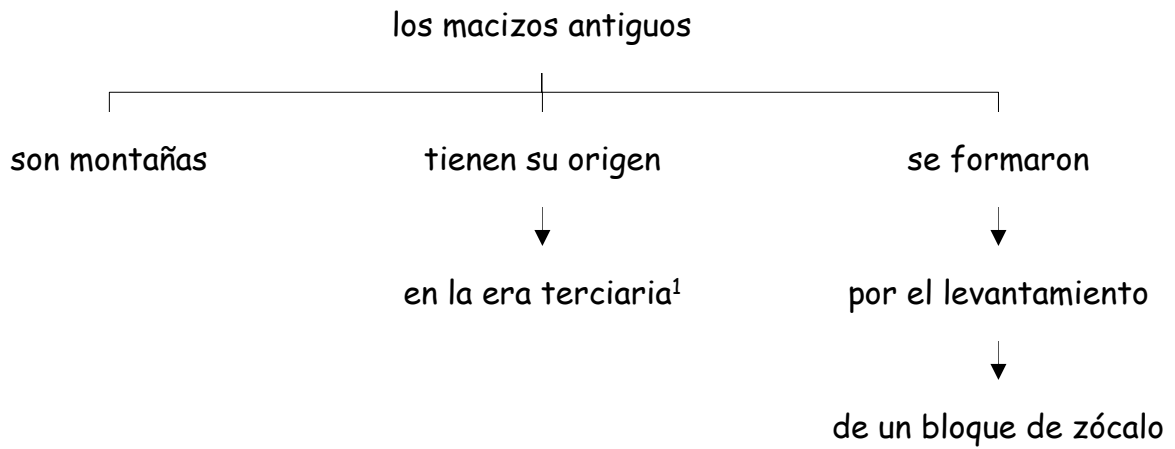 los macizos antiguos
son montañas
tienen su origen
se formaron
en la era terciaria¹
por el levantamiento
de un bloque de zócalo